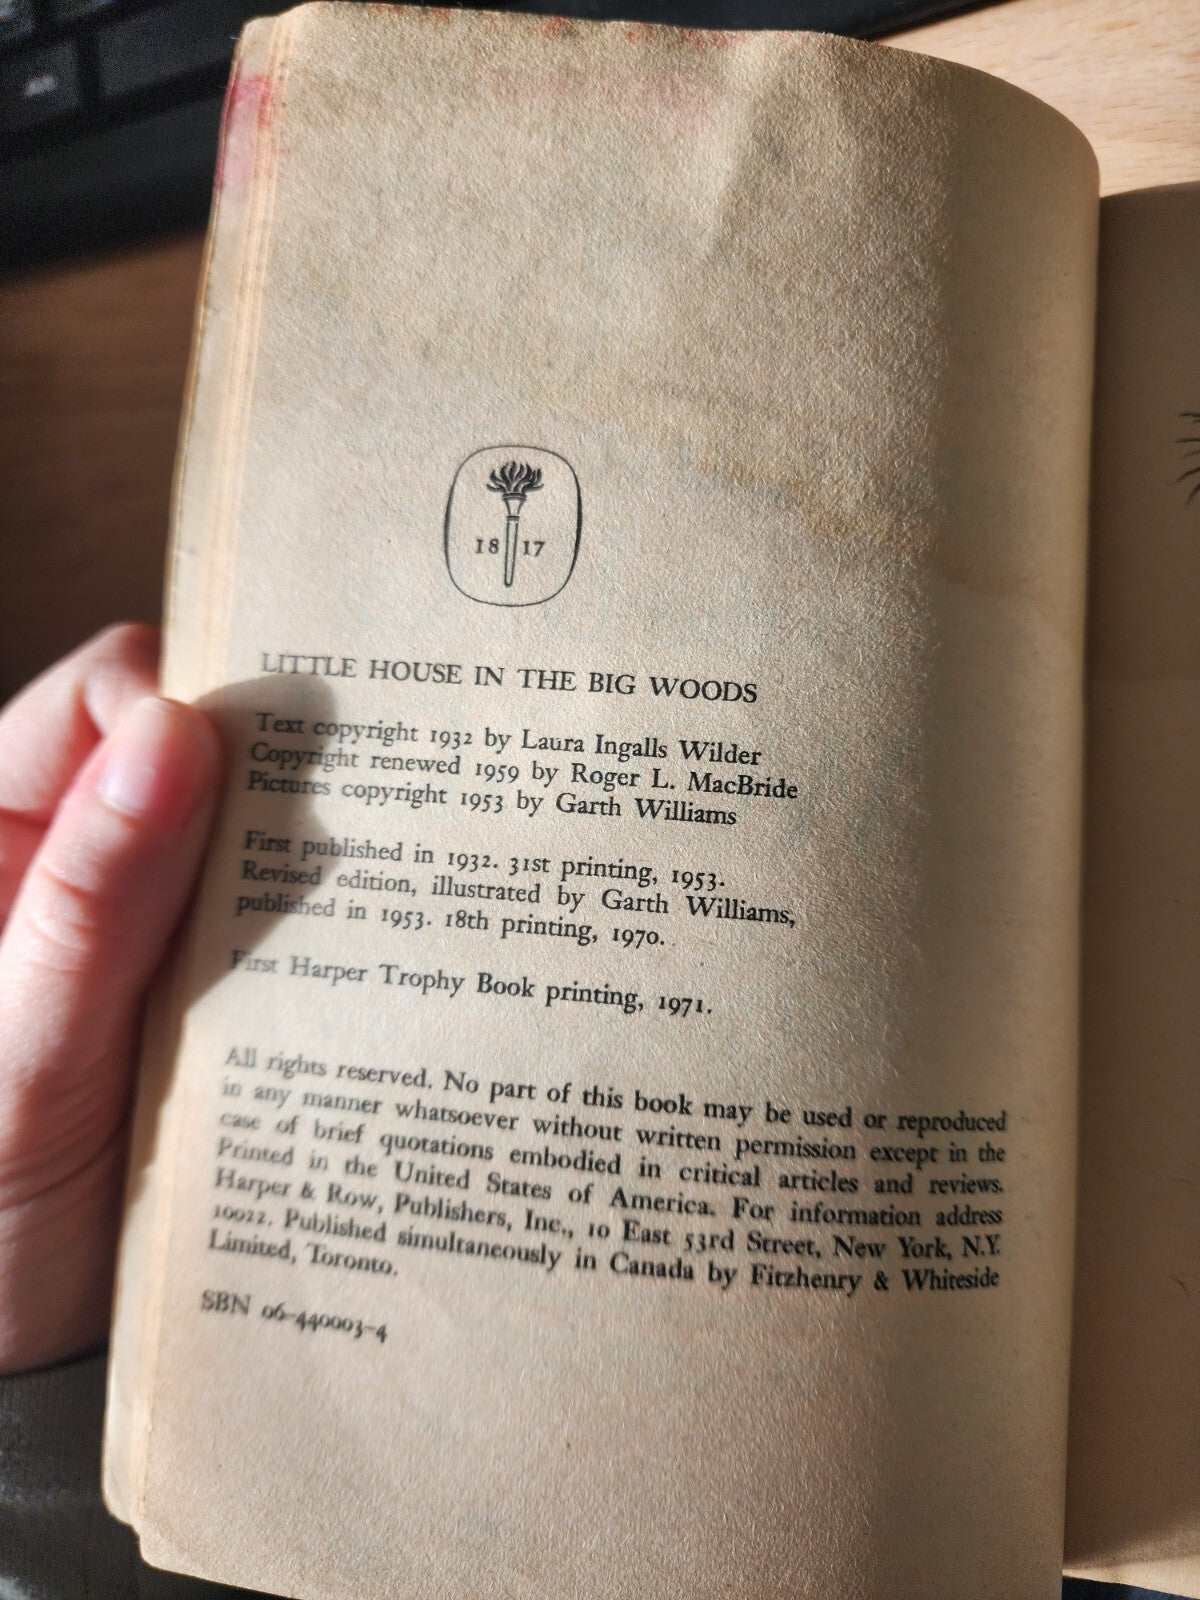 18 17
LITTLE HOUSE IN THE BIG WOODS
Text copyright 1932 by Laura Ingalls Wilder
Copyright renewed 1959 by Roger L. MacBride
Pictures copyright 1953 by Garth Williams
First published in 1932. 31st printing, 1953.
Revised edition, illustrated by Garth Williams,
published in 1953. 18th printing, 1970.
First Harper Trophy Book printing, 1971.
All rights reserved. No part of this book may be used or reproduced
in any manner whatsoever without written permission except in the
case of brief quotations embodied in critical articles and reviews.
Printed in the United States of America. For information address
Harper & Row, Publishers, Inc., 10 East 53rd Street, New York, N.Y.
10022. Published simultaneously in Canada by Fitzhenry & Whiteside
Limited, Toronto.
SBN 06-440003-4